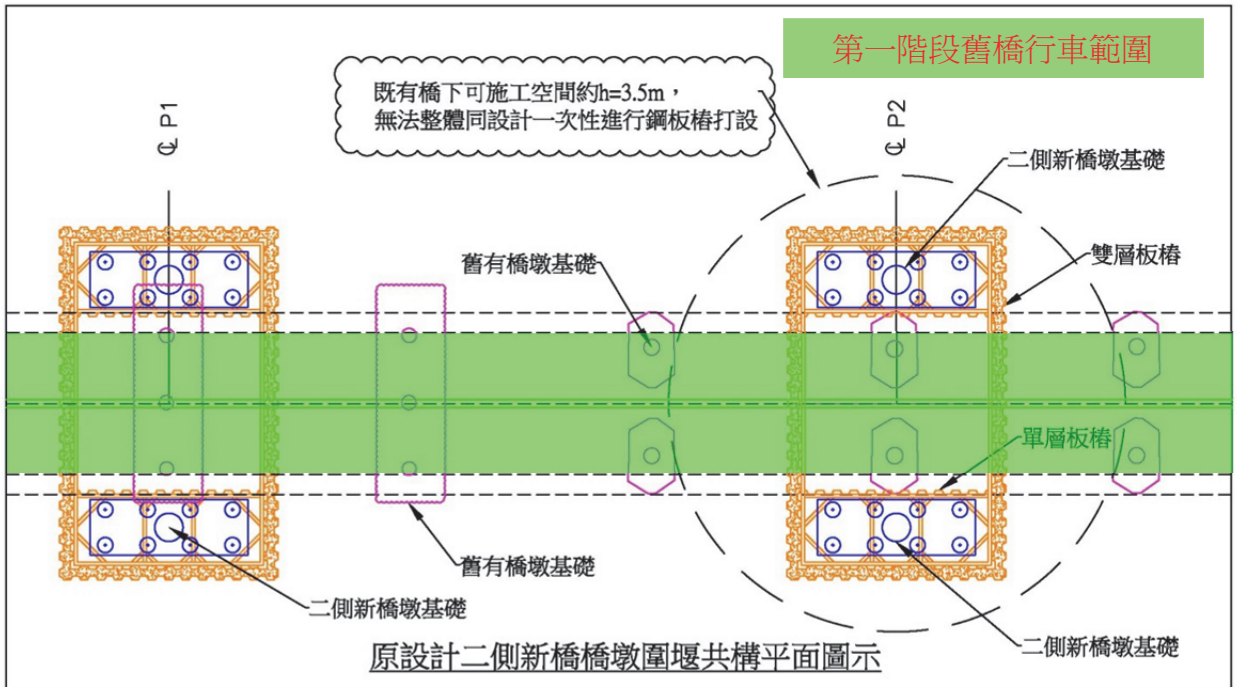 第一階段舊橋行車範圍
既有橋下可施工空間約h=3.5m，
無法整體同設計一次性進行鋼板樁打設
℄ P1
℄ P2
二側新橋墩基礎
舊有橋墩基礎
雙層板樁
單層板樁
舊有橋墩基礎
二側新橋墩基礎
二側新橋墩基礎
原設計二側新橋橋墩圍堰共構平面圖示